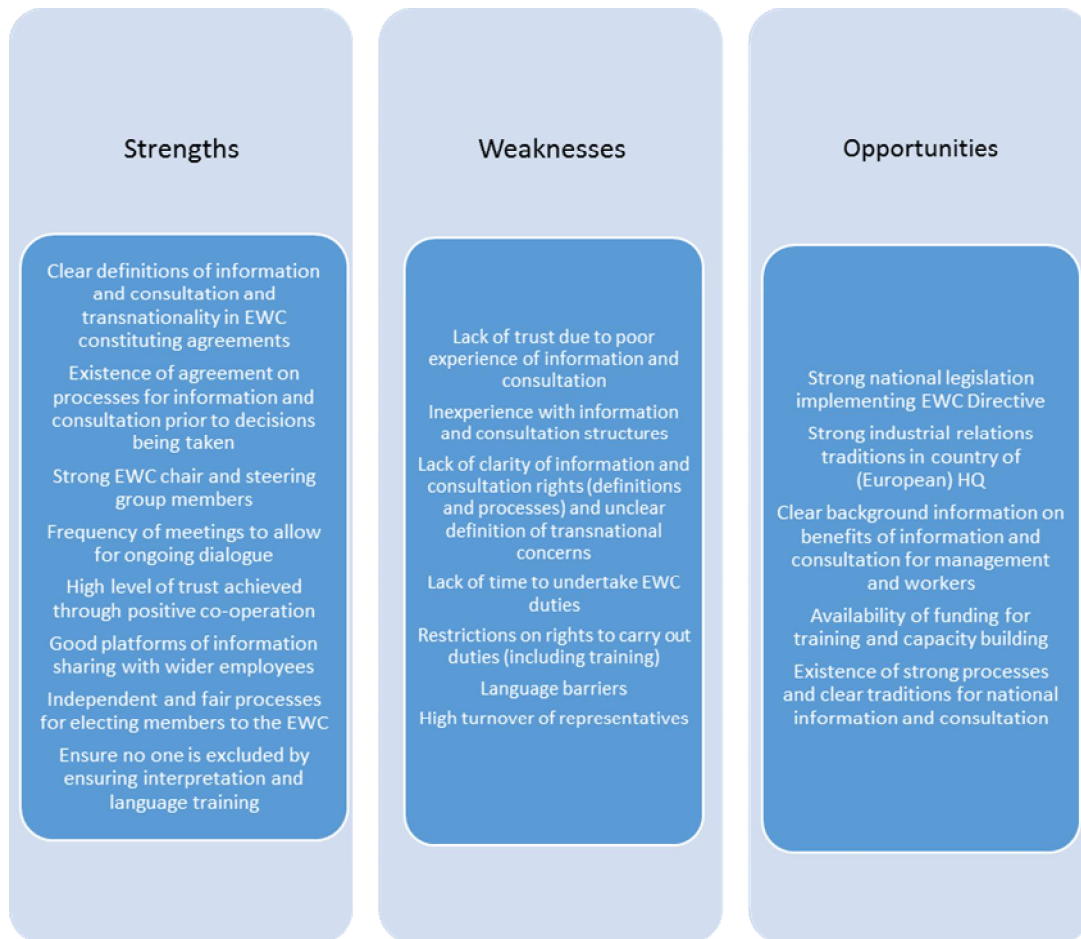 Strengths
Clear definitions of information
and consultation and
transnationality in EWC
constituting agreements
Existence of agreement on
processes for information and
consultation prior to decisions
being taken
Strong EWC chair and steering
group members
Frequency of meetings to allow
for ongoing dialogue
High level of trust achieved
through positive co-operation
Good platforms of information
sharing with wider employees
Independent and fair processes
for electing members to the EWC
Ensure no one is excluded by
ensuring interpretation and
language training
Weaknesses
Lack of trust due to poor
experience of information and
consultation
Inexperience with information
and consultation structures
Lack of clarity of information and
consultation rights (definitions
and processes) and unclear
definition of transnational
concerns
Lack of time to undertake EWC
duties
Restrictions on rights to carry out
duties (including training)
Language barriers
High turnover of representatives
Opportunities
Strong national legislation
implementing EWC Directive
Strong industrial relations
traditions in country of
(European) HQ
Clear background information on
benefits of information and
consultation for management
and workers
Availability of funding for
training and capacity building
Existence of strong processes
and clear traditions for national
information and consultation